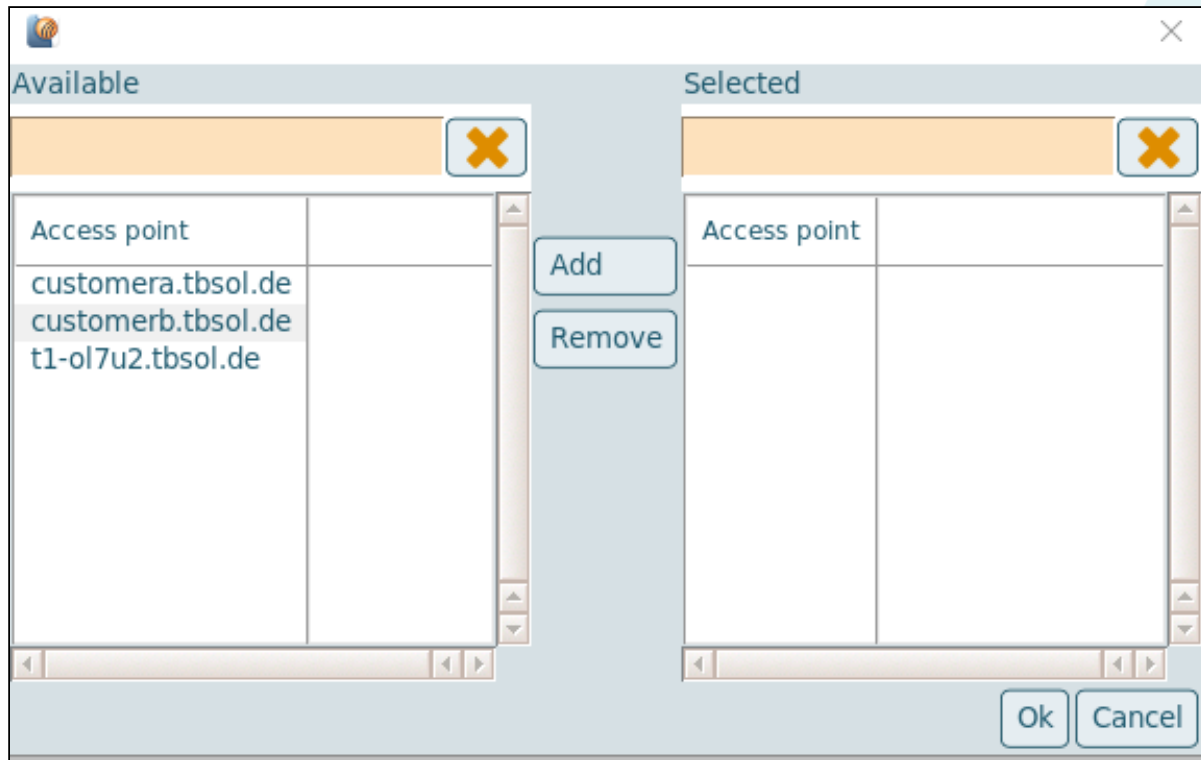 Available
Selected
Access point
customera.tbsol.de
customerb.tbsol.de
t1-ol7u2.tbsol.de
Add
Remove
Access point
Ok
Cancel